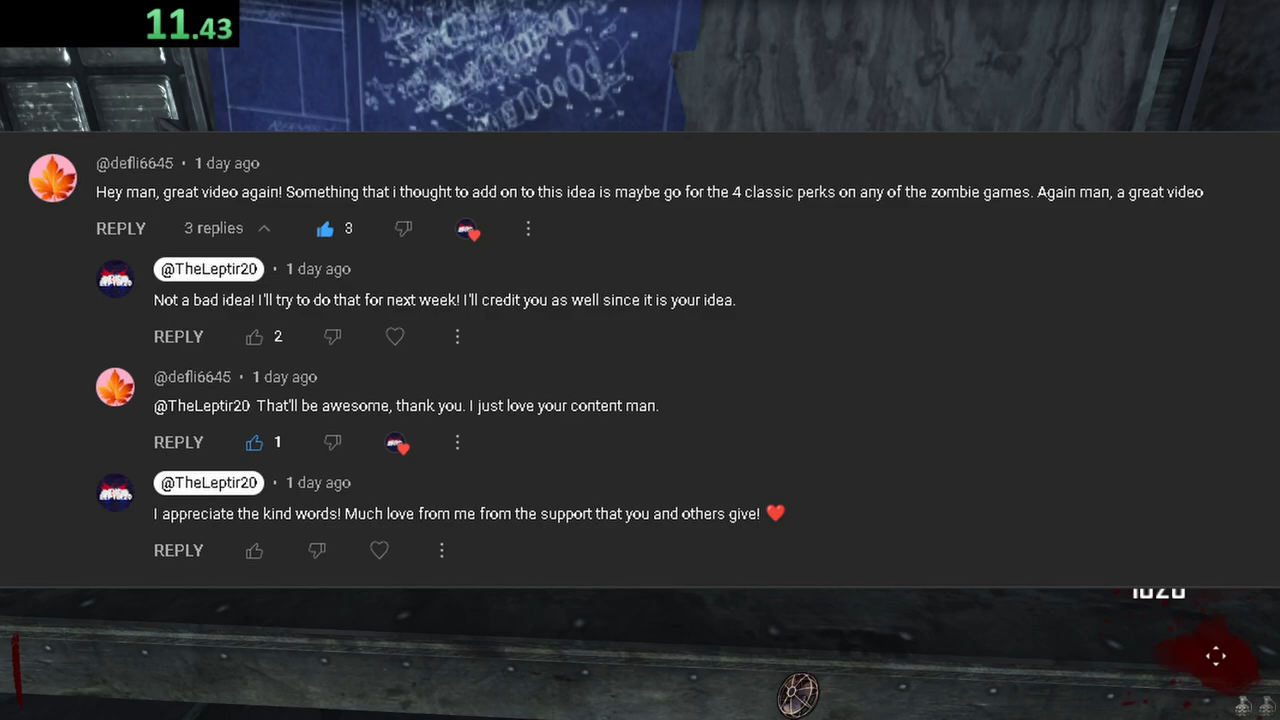 11.43
@defli6645 · 1 day ago
Hey man, great video again! Something that i thought to add on to this idea is maybe go for the 4 classic perks on any of the zombie games. Again man, a great video
REPLY 3 replies 3
@TheLeptir20 · 1 day ago
Not a bad idea! I'll try to do that for next week! I'll credit you as well since it is your idea.
REPLY 2
@defli6645 · 1 day ago
@TheLeptir20 That'll be awesome, thank you. I just love your content man.
REPLY 1
@TheLeptir20 · 1 day ago
I appreciate the kind words! Much love from me from the support that you and others give! ❤️
REPLY